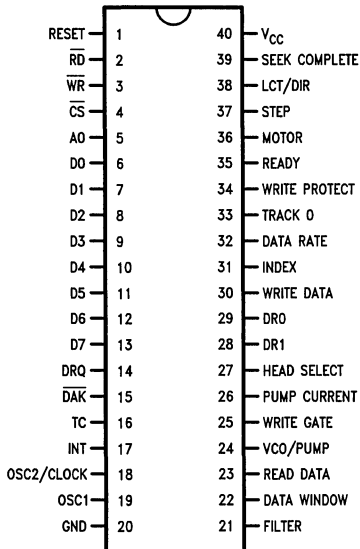 RESET 1 40 VCC
RD 2 39 SEEK COMPLETE
WR 3 38 LCT/DIR
CS 4 37 STEP
A0 5 36 MOTOR
D0 6 35 READY
D1 7 34 WRITE PROTECT
D2 8 33 TRACK 0
D3 9 32 DATA RATE
D4 10 31 INDEX
D5 11 30 WRITE DATA
D6 12 29 DR0
D7 13 28 DR1
DRQ 14 27 HEAD SELECT
DAK 15 26 PUMP CURRENT
TC 16 25 WRITE GATE
INT 17 24 VCO/PUMP
OSC2/CLOCK 18 23 READ DATA
OSC1 19 22 DATA WINDOW
GND 20 21 FILTER